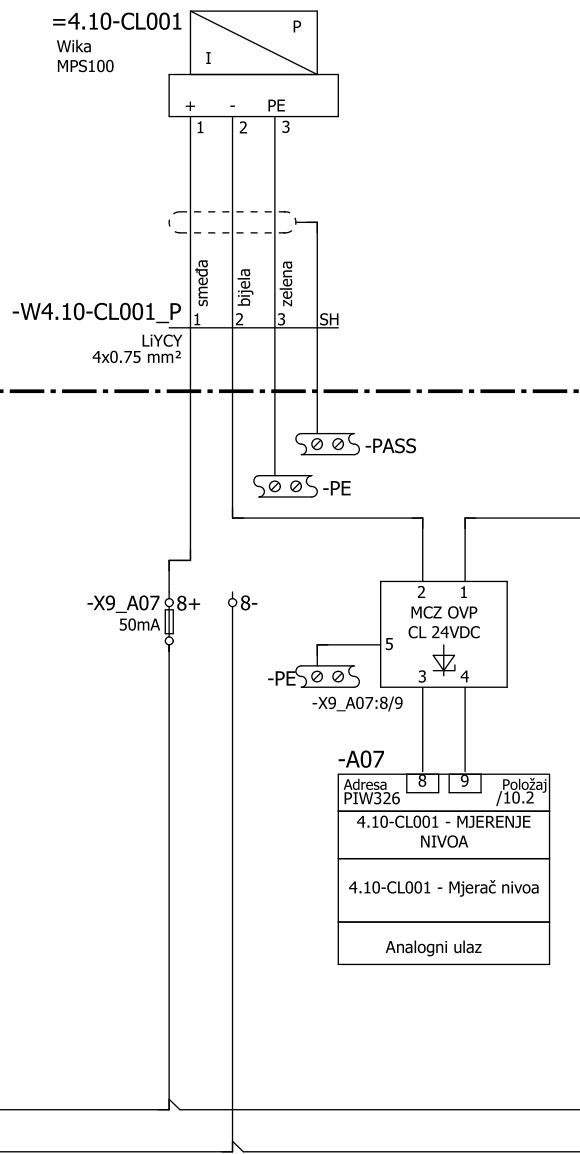 =4.10-CL001
Wika
MPS100
P
I
+ - PE
1 2 3
smeđa
bijela
zelena
-W4.10-CL001_P
1 2 3 SH
LiYCY
4x0.75 mm²
-PASS
-PE
-X9_A07 8+ 8-
50mA
2 1
MCZ OVP
CL 24VDC
5
3 4
-PE
-X9_A07:8/9
-A07
8 9
Adresa Položaj
PIW326 /10.2
4.10-CL001 - MJERENJE
NIVOA
4.10-CL001 - Mjerač nivoa
Analogni ulaz